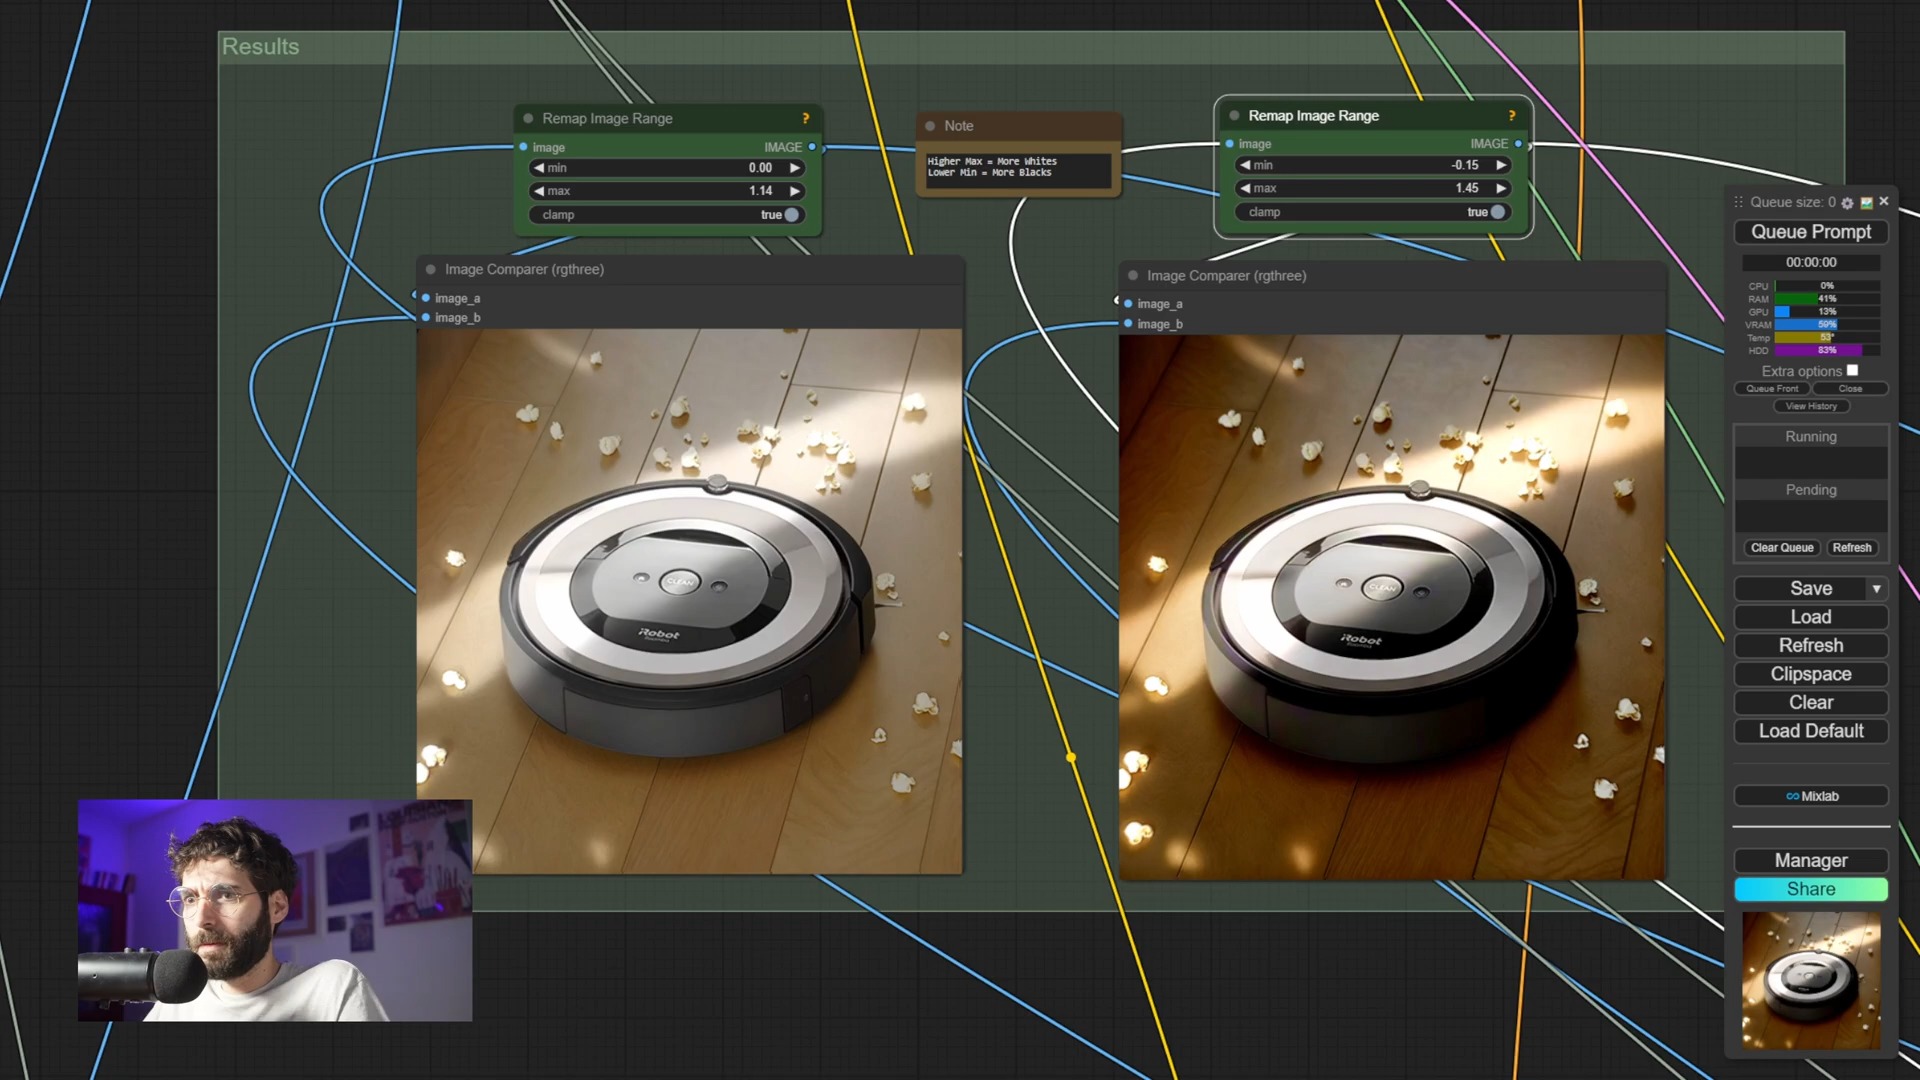 Results
Remap Image Range
?
image
IMAGE
min
0.00
max
1.14
clamp
true
Note
Higher Max = More Whites
Lower Min = More Blacks
Remap Image Range
?
image
IMAGE
min
-0.15
max
1.45
clamp
true
Image Comparer (rgthree)
image_a
image_b
CLEAN
iRobot
Image Comparer (rgthree)
image_a
image_b
CLEAN
iRobot
Queue size: 0
Queue Prompt
00:00:00
CPU
0%
RAM
41%
GPU
13%
VRAM
59%
Temp
53°
HDD
83%
Extra options
Queue Front
Close
View History
Running
Pending
Clear Queue
Refresh
Save
Load
Refresh
Clipspace
Clear
Load Default
Mixlab
Manager
Share